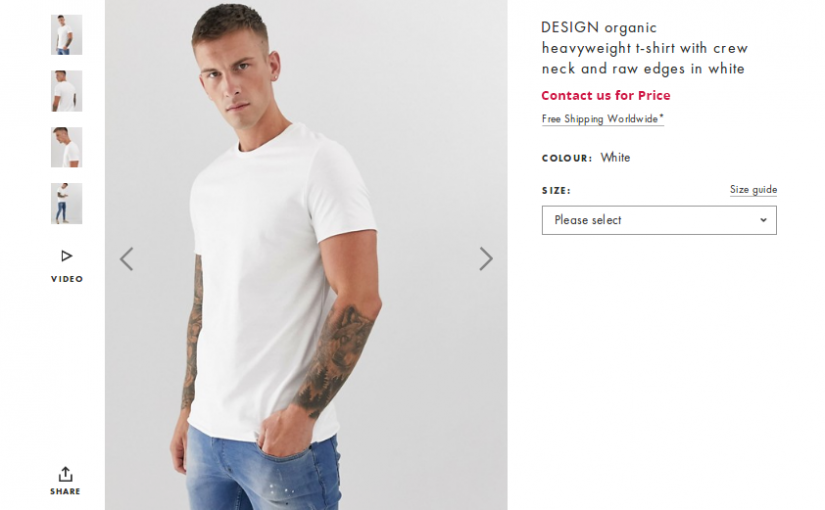 DESIGN organic
heavyweight t-shirt with crew
neck and raw edges in white
Contact us for Price
Free Shipping Worldwide*
COLOUR: White
SIZE: Size guide
Please select
VIDEO
SHARE